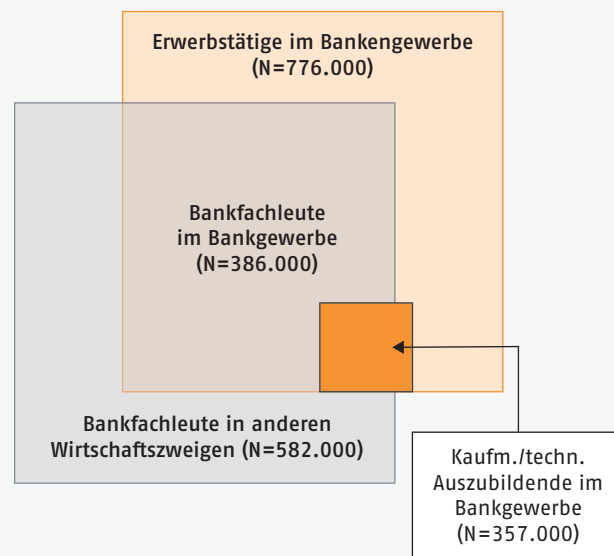 Erwerbstätige im Bankengewerbe
(N=776.000)
Bankfachleute
im Bankgewerbe
(N=386.000)
Bankfachleute in anderen
Wirtschaftszweigen (N=582.000)
Kaufm./techn.
Auszubildende im
Bankgewerbe
(N=357.000)